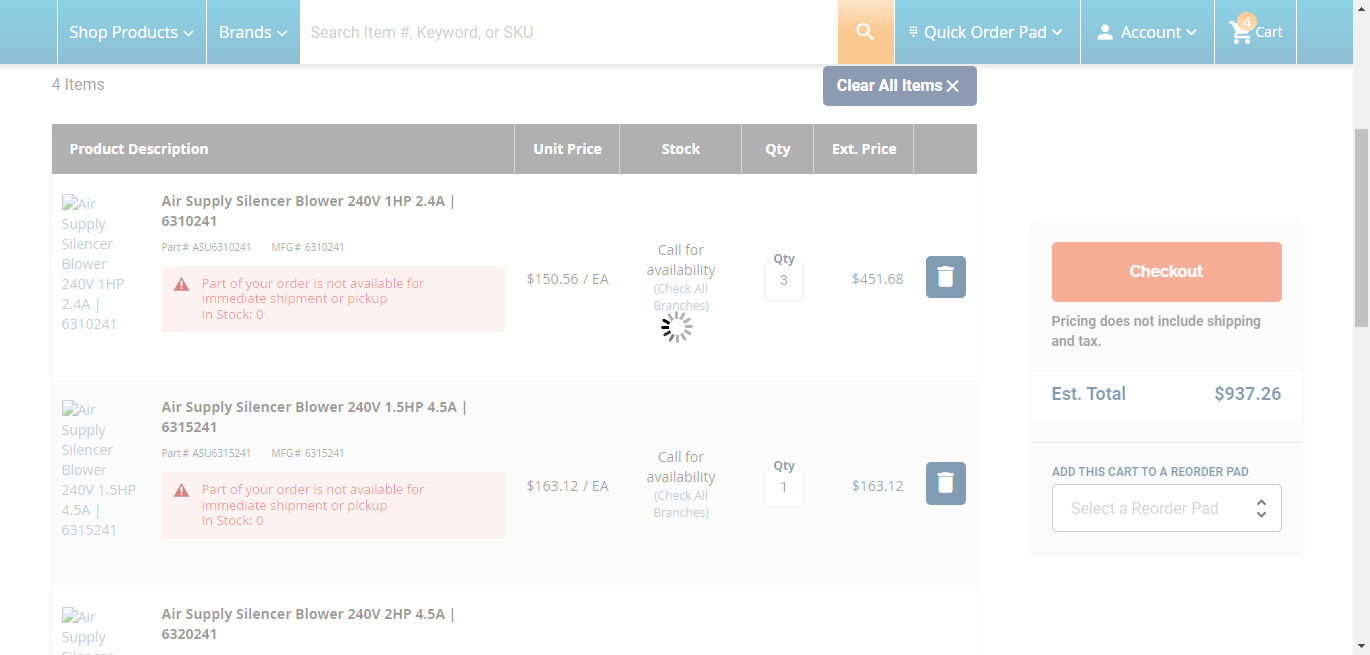 Shop Products
Brands
Search Item #, Keyword, or SKU
Quick Order Pad
Account
4
Cart
4 Items
Clear All Items
Product Description
Unit Price
Stock
Qty
Ext. Price
Air Supply Silencer Blower 240V 1HP 2.4A | 6310241
Air Supply Silencer Blower 240V 1HP 2.4A |
6310241
Part# ASU6310241 MFG# 6310241
Part of your order is not available for
immediate shipment or pickup
In Stock: 0
$150.56 / EA
Call for
availability
(Check All
Branches)
Qty
3
$451.68
Air Supply Silencer Blower 240V 1.5HP 4.5A | 6315241
Air Supply Silencer Blower 240V 1.5HP 4.5A |
6315241
Part# ASU6315241 MFG# 6315241
Part of your order is not available for
immediate shipment or pickup
In Stock: 0
$163.12 / EA
Call for
availability
(Check All
Branches)
Qty
1
$163.12
Air
Supply
Air Supply Silencer Blower 240V 2HP 4.5A |
6320241
Checkout
Pricing does not include shipping
and tax.
Est. Total
$937.26
ADD THIS CART TO A REORDER PAD
Select a Reorder Pad